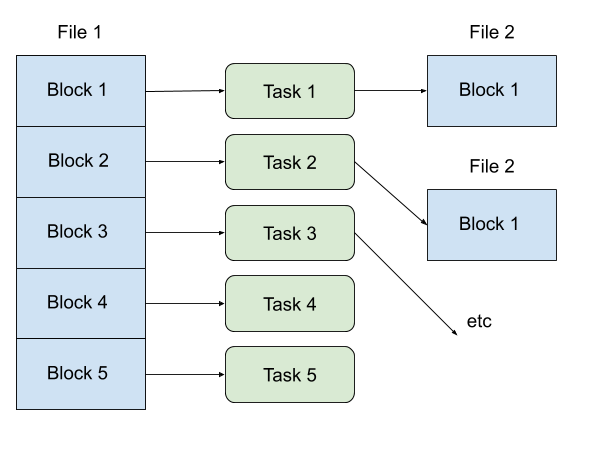 File 1
File 2
Block 1
Task 1
Block 1
Block 2
Task 2
File 2
Block 3
Task 3
Block 1
Block 4
Task 4
etc
Block 5
Task 5